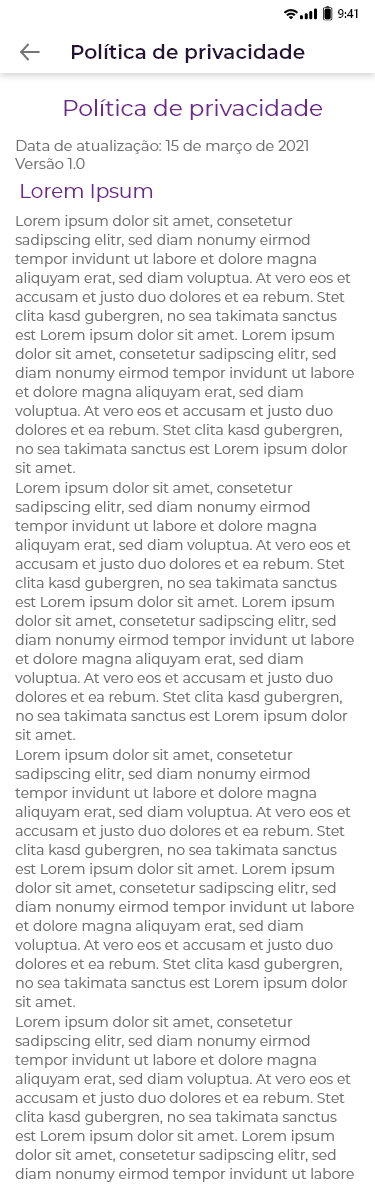 9:41
Política de privacidade
Política de privacidade
Data de atualização: 15 de março de 2021
Versão 1.0
Lorem Ipsum
Lorem ipsum dolor sit amet, consetetur
sadipscing elitr, sed diam nonumy eirmod
tempor invidunt ut labore et dolore magna
aliquyam erat, sed diam voluptua. At vero eos et
accusam et justo duo dolores et ea rebum. Stet
clita kasd gubergren, no sea takimata sanctus
est Lorem ipsum dolor sit amet. Lorem ipsum
dolor sit amet, consetetur sadipscing elitr, sed
diam nonumy eirmod tempor invidunt ut labore
et dolore magna aliquyam erat, sed diam
voluptua. At vero eos et accusam et justo duo
dolores et ea rebum. Stet clita kasd gubergren,
no sea takimata sanctus est Lorem ipsum dolor
sit amet.
Lorem ipsum dolor sit amet, consetetur
sadipscing elitr, sed diam nonumy eirmod
tempor invidunt ut labore et dolore magna
aliquyam erat, sed diam voluptua. At vero eos et
accusam et justo duo dolores et ea rebum. Stet
clita kasd gubergren, no sea takimata sanctus
est Lorem ipsum dolor sit amet. Lorem ipsum
dolor sit amet, consetetur sadipscing elitr, sed
diam nonumy eirmod tempor invidunt ut labore
et dolore magna aliquyam erat, sed diam
voluptua. At vero eos et accusam et justo duo
dolores et ea rebum. Stet clita kasd gubergren,
no sea takimata sanctus est Lorem ipsum dolor
sit amet.
Lorem ipsum dolor sit amet, consetetur
sadipscing elitr, sed diam nonumy eirmod
tempor invidunt ut labore et dolore magna
aliquyam erat, sed diam voluptua. At vero eos et
accusam et justo duo dolores et ea rebum. Stet
clita kasd gubergren, no sea takimata sanctus
est Lorem ipsum dolor sit amet. Lorem ipsum
dolor sit amet, consetetur sadipscing elitr, sed
diam nonumy eirmod tempor invidunt ut labore
et dolore magna aliquyam erat, sed diam
voluptua. At vero eos et accusam et justo duo
dolores et ea rebum. Stet clita kasd gubergren,
no sea takimata sanctus est Lorem ipsum dolor
sit amet.
Lorem ipsum dolor sit amet, consetetur
sadipscing elitr, sed diam nonumy eirmod
tempor invidunt ut labore et dolore magna
aliquyam erat, sed diam voluptua. At vero eos et
accusam et justo duo dolores et ea rebum. Stet
clita kasd gubergren, no sea takimata sanctus
est Lorem ipsum dolor sit amet. Lorem ipsum
dolor sit amet, consetetur sadipscing elitr, sed
diam nonumy eirmod tempor invidunt ut labore